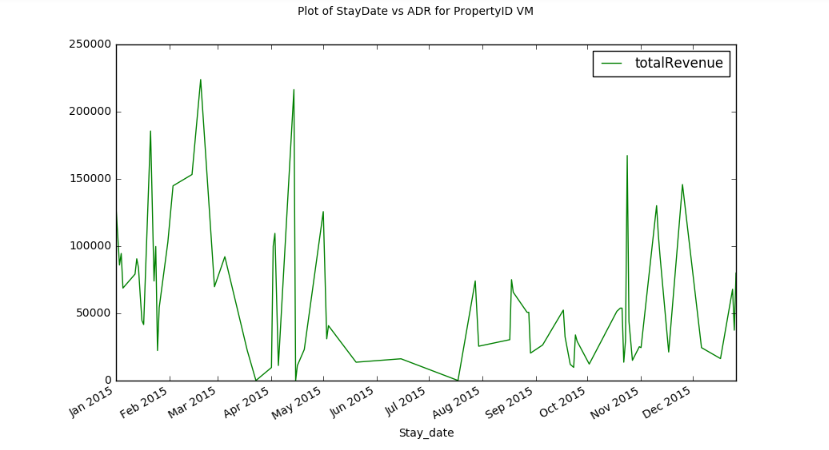 Plot of StayDate vs ADR for PropertyID VM
totalRevenue
250000
200000
150000
100000
50000
0
Jan 2015
Feb 2015
Mar 2015
Apr 2015
May 2015
Jun 2015
Jul 2015
Aug 2015
Sep 2015
Oct 2015
Nov 2015
Dec 2015
Stay_date